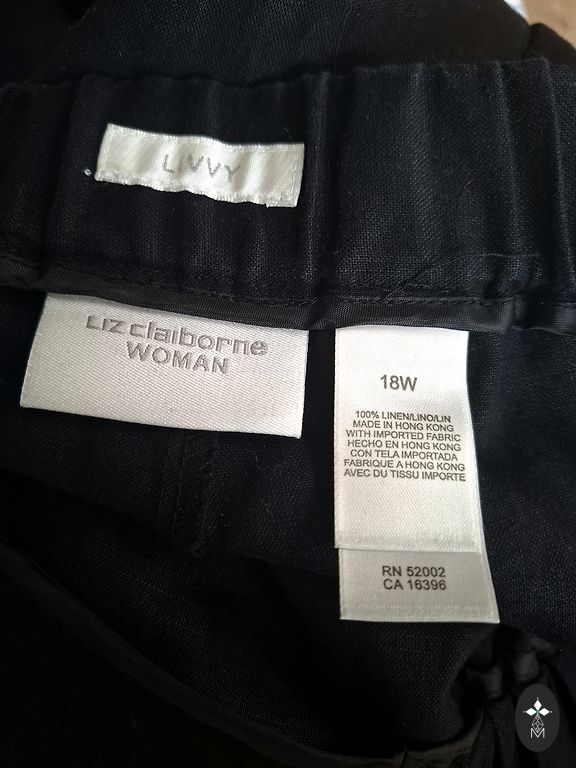 LIVVY
LIZ claiborne
WOMAN
18W
100% LINEN/LINO/LIN
MADE IN HONG KONG
WITH IMPORTED FABRIC
HECHO EN HONG KONG
CON TELA IMPORTADA
FABRIQUE A HONG KONG
AVEC DU TISSU IMPORTE
RN 52002
CA 16396
M